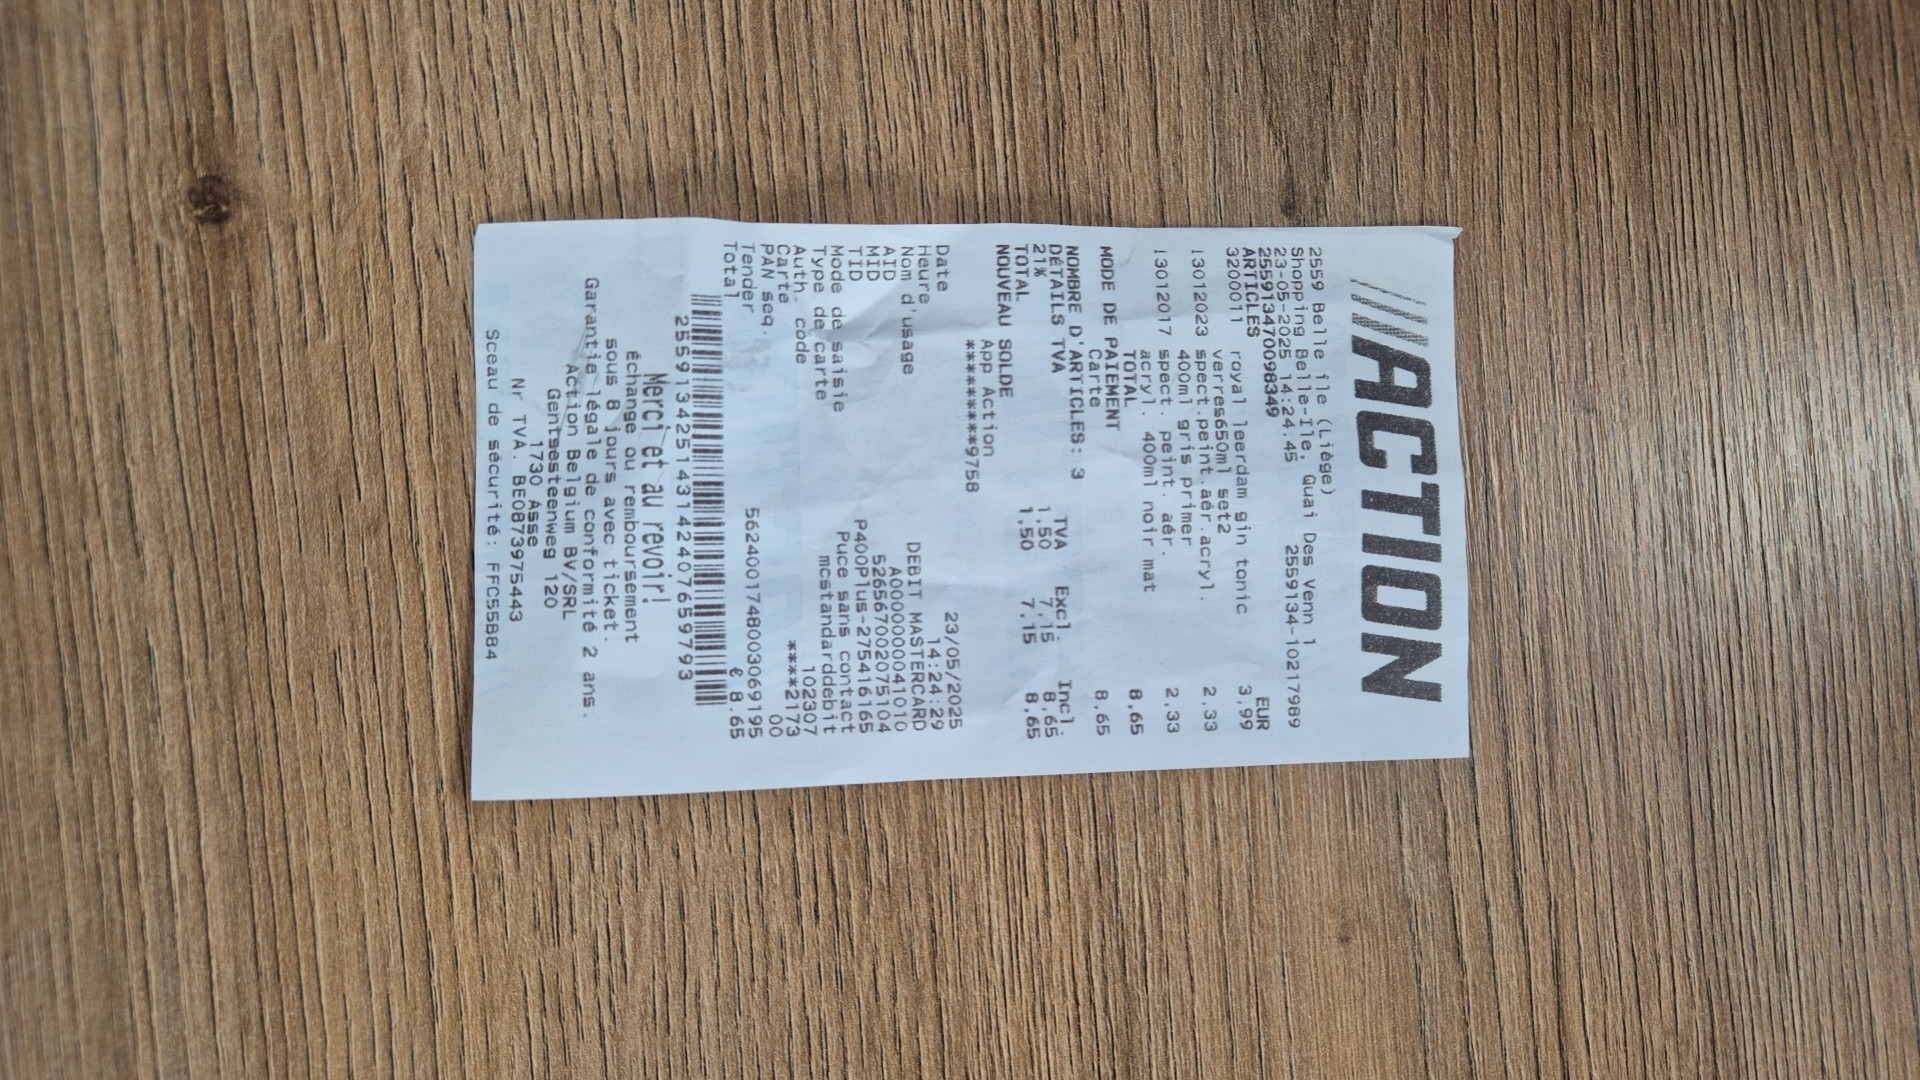 ///ACTION
2559 Belle île (Liège)
Shopping Belle-Ile, Quai Des Venn 1
23-05-2025 14:24:45 2559134-10217989
255913470098349
ARTICLES EUR
3200011 royal leerdam gin tonic 3,99
verres650ml set2
!3012023 spect.peint.aér.acryl. 2,33
400ml gris primer
!3012017 spect. peint. aér. 2,33
acryl. 400ml noir mat
TOTAL 8,65
MODE DE PAIEMENT
Carte 8,65
NOMBRE D'ARTICLES: 3
DÉTAILS TVA TVA Excl. Incl.
21% 1,50 7,15 8,65
TOTAL 1,50 7,15 8,65
NOUVEAU SOLDE
App Action
*********9758
Date 23/05/2025
Heure 14:24:29
Nom d'usage DEBIT MASTERCARD
AID A0000000041010
MID 526567002075104
TID P400Plus-275416165
Mode de saisie Puce sans contact
Type de carte mcstandarddebit
Auth. code 102307
Carte ****2173
PAN seq. 00
Tender 5624001748003069195
Total € 8.65
2559134251431424076597​93
Merci et au revoir!
Échange ou remboursement
sous 8 jours avec ticket.
Garantie légale de conformité 2 ans.
Action Belgium BV/SRL
Gentsesteenweg 120
1730 Asse
Nr TVA. BE0873975443
Sceau de sécurité: FFC55B84